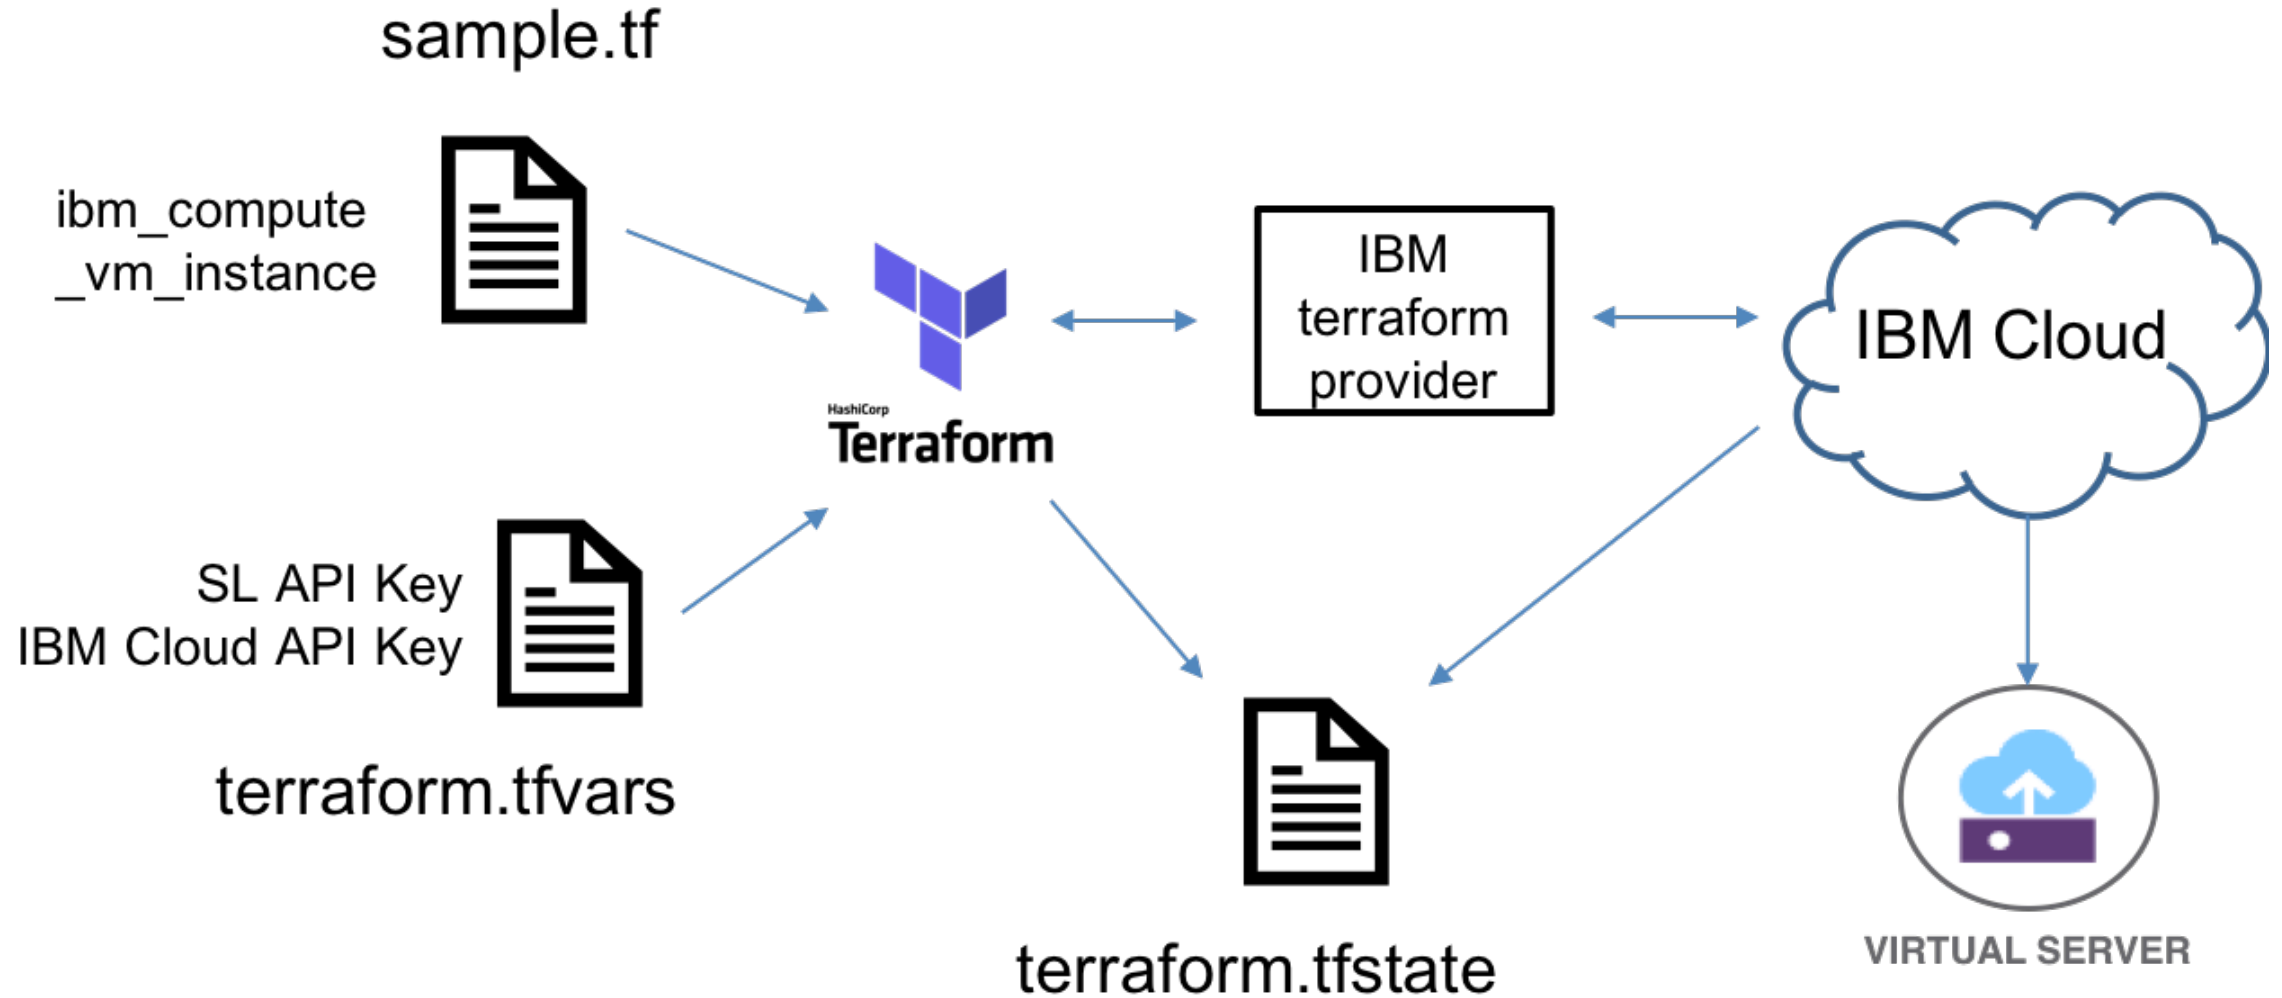 sample.tf
ibm_compute
_vm_instance
HashiCorp
Terraform
IBM
terraform
provider
IBM Cloud
SL API Key
IBM Cloud API Key
terraform.tfvars
terraform.tfstate
VIRTUAL SERVER